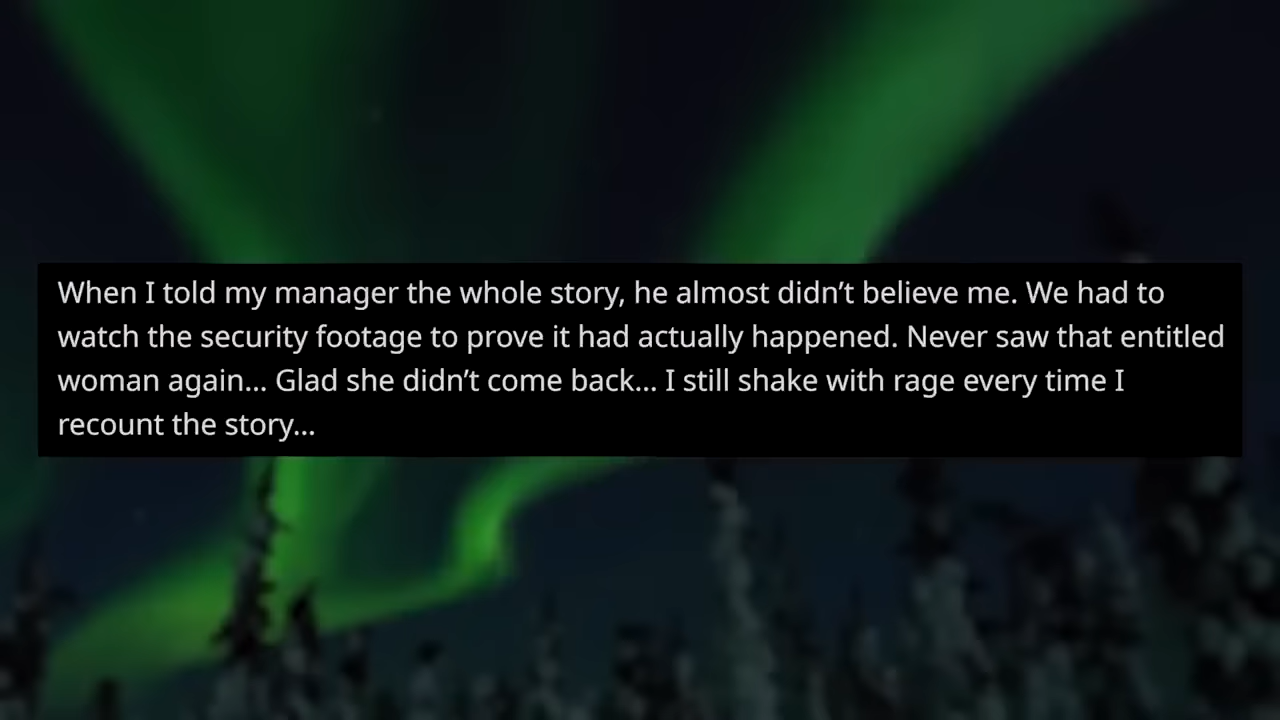 When I told my manager the whole story, he almost didn’t believe me. We had to
watch the security footage to prove it had actually happened. Never saw that entitled
woman again... Glad she didn’t come back... I still shake with rage every time I
recount the story...